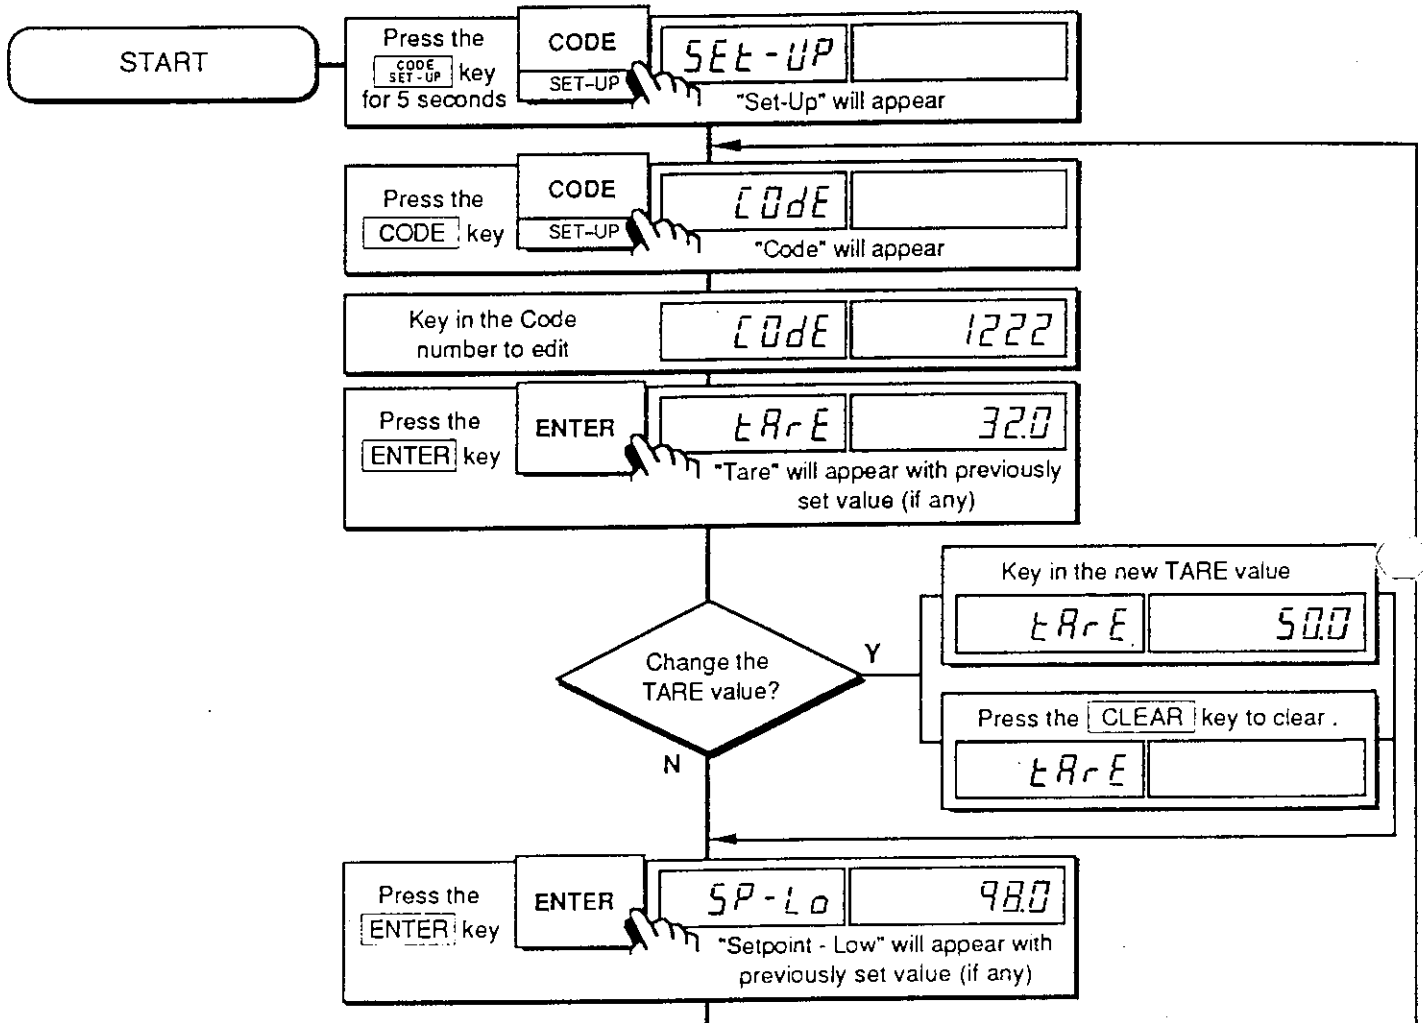 START
Press the
CODE
SET-UP key
for 5 seconds
CODE
SET-UP
SEt-UP
"Set-Up" will appear
Press the
CODE key
CODE
SET-UP
COdE
"Code" will appear
Key in the Code
number to edit
COdE 1222
Press the
ENTER key
ENTER
tArE 32.0
"Tare" will appear with previously
set value (if any)
Change the
TARE value?
Y
N
Key in the new TARE value
tArE 50.0
Press the CLEAR key to clear .
tArE
Press the
ENTER key
ENTER
SP-Lo 98.0
"Setpoint - Low" will appear with
previously set value (if any)